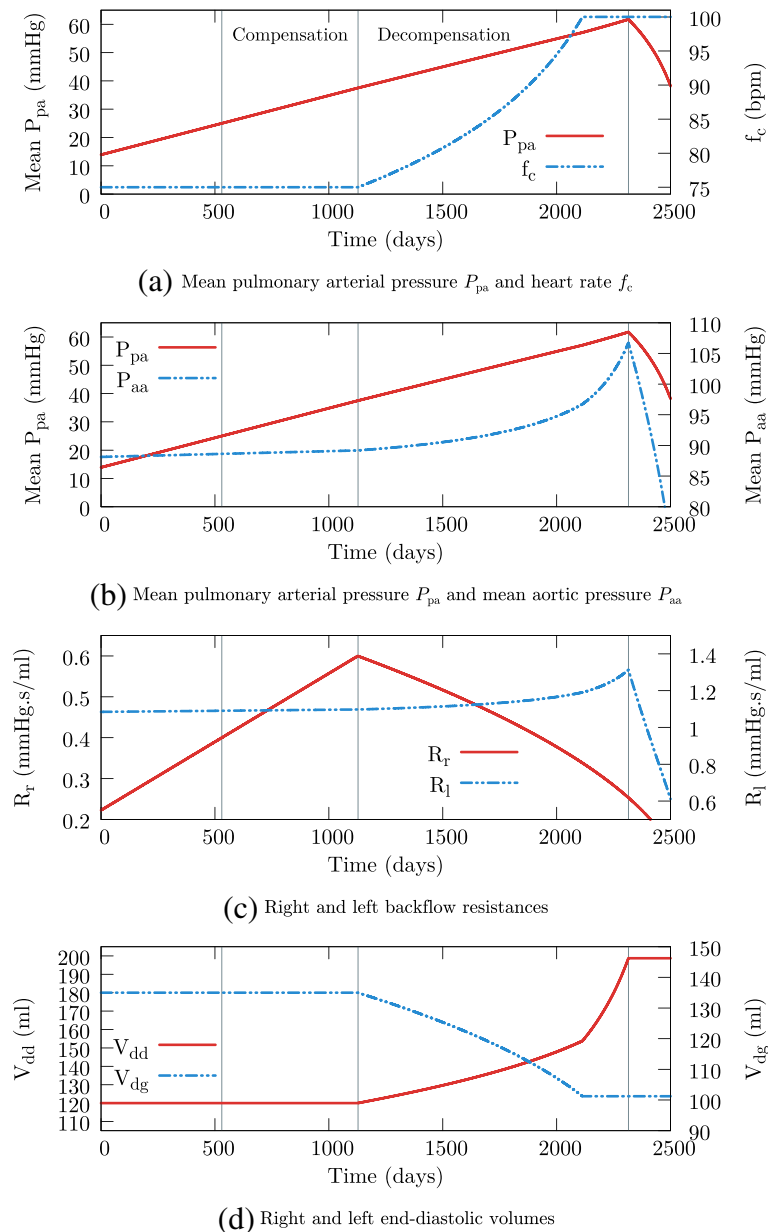 Mean P_pa (mmHg)
60
50
40
30
20
10
0
Compensation
Decompensation
P_pa
f_c
100
95
90
85
80
75
f_c (bpm)
0 500 1000 1500 2000 2500
Time (days)
(a) Mean pulmonary arterial pressure P_pa and heart rate f_c
Mean P_pa (mmHg)
60
50
40
30
20
10
0
P_pa
P_aa
110
105
100
95
90
85
80
Mean P_aa (mmHg)
0 500 1000 1500 2000 2500
Time (days)
(b) Mean pulmonary arterial pressure P_pa and mean aortic pressure P_aa
R_r (mmHg.s/ml)
0.6
0.5
0.4
0.3
0.2
R_r
R_l
1.4
1.2
1
0.8
0.6
R_l (mmHg.s/ml)
0 500 1000 1500 2000 2500
Time (days)
(c) Right and left backflow resistances
V_dd (ml)
200
190
180
170
160
150
140
130
120
110
V_dd
V_dg
150
140
130
120
110
100
90
V_dg (ml)
0 500 1000 1500 2000 2500
Time (days)
(d) Right and left end-diastolic volumes